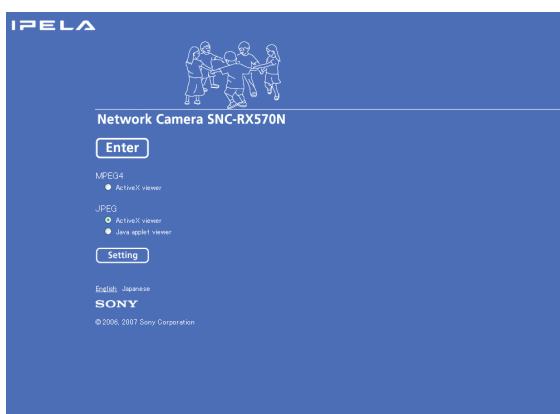 IPELA
Network Camera SNC-RX570N
Enter
MPEG4
ActiveX viewer
JPEG
ActiveX viewer
Java applet viewer
Setting
English Japanese
SONY
© 2006, 2007 Sony Corporation